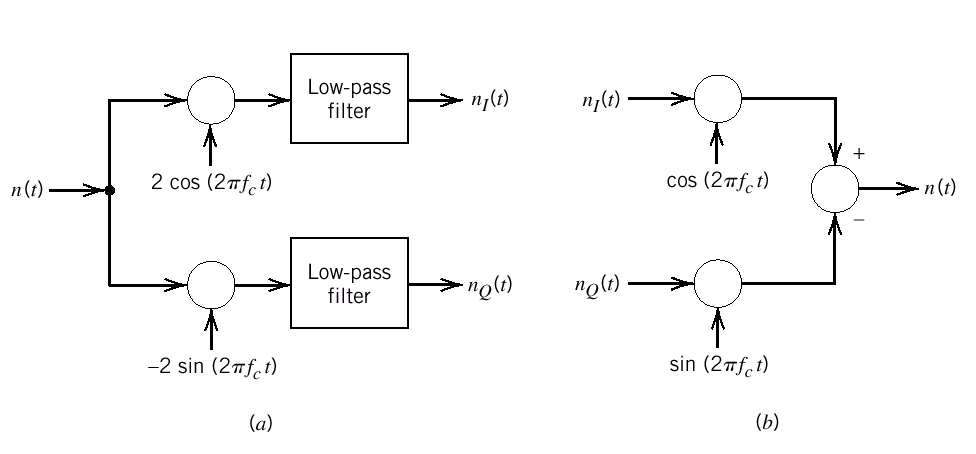 n(t)
Low-pass
filter
n_I(t)
2 cos (2πf_c t)
Low-pass
filter
n_Q(t)
–2 sin (2πf_c t)
(a)
n_I(t)
cos (2πf_c t)
+
n(t)
–
n_Q(t)
sin (2πf_c t)
(b)